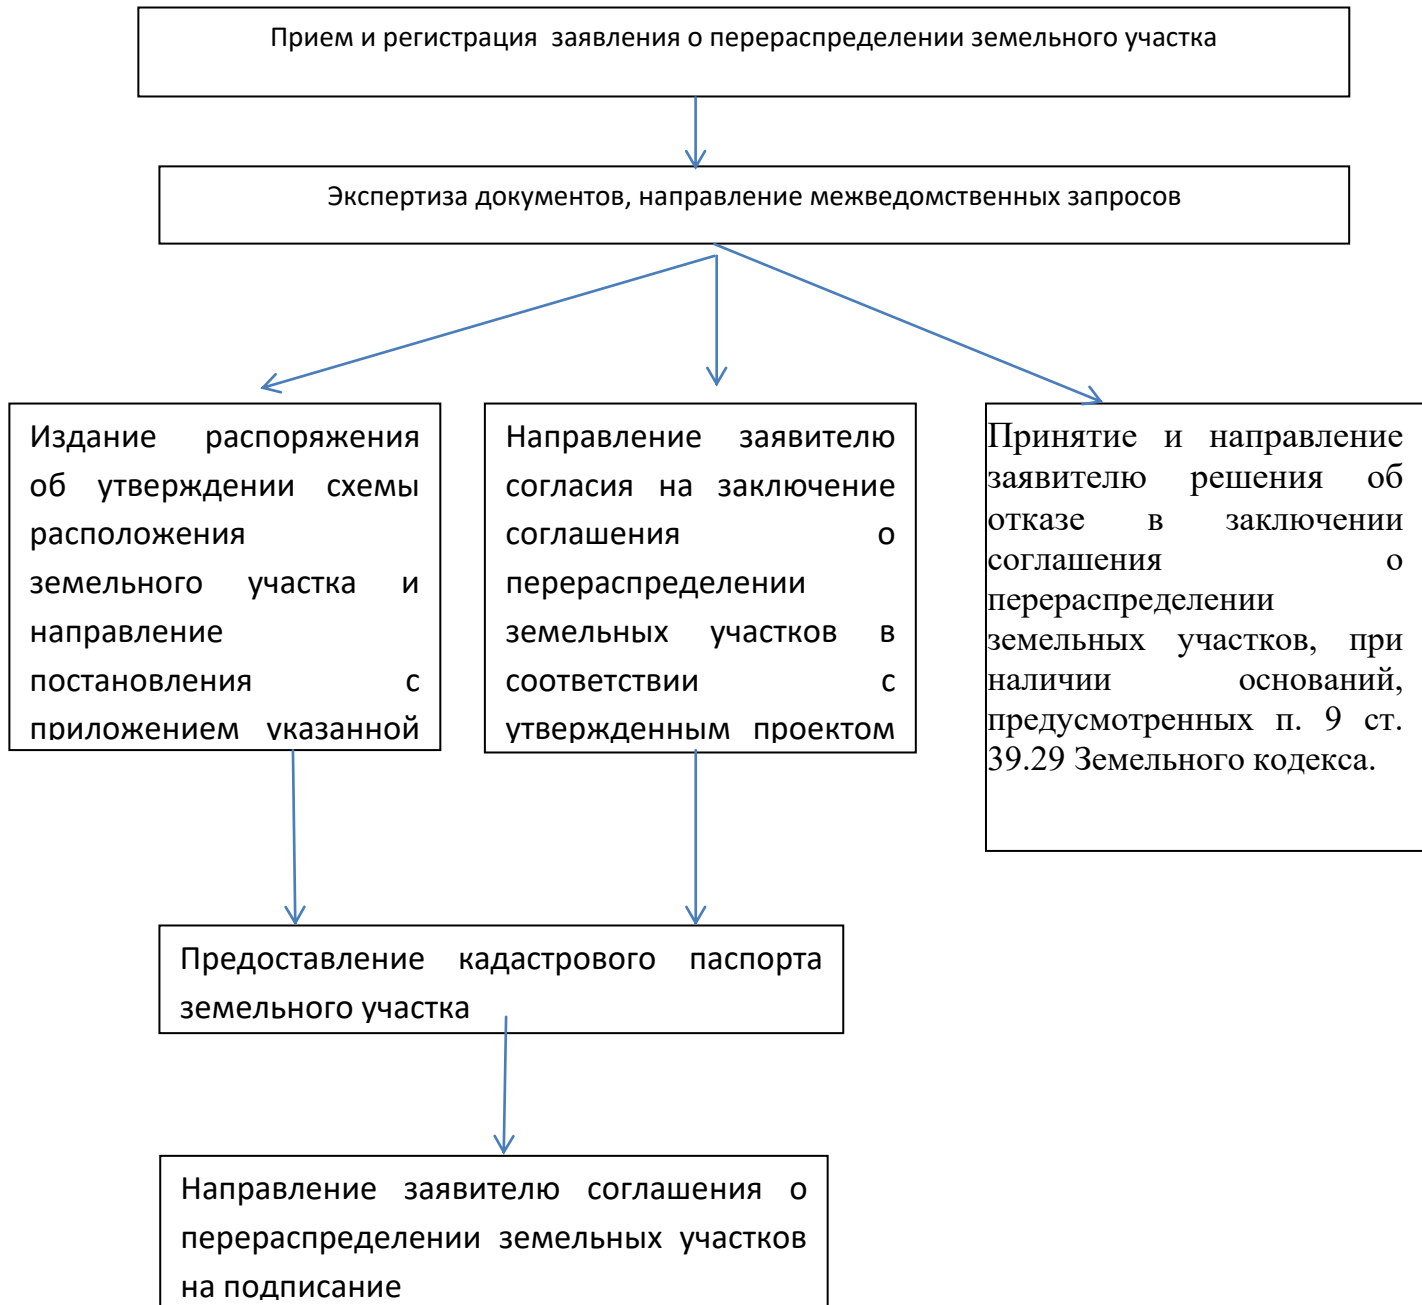 Прием и регистрация  заявления о перераспределении земельного участка
Экспертиза документов, направление межведомственных запросов
Издание распоряжения
об утверждении схемы
расположения
земельного участка и
направление
постановления с
приложением указанной
Направление заявителю
согласия на заключение
соглашения о
перераспределении
земельных участков в
соответствии с
утвержденным проектом
Принятие и направление
заявителю решения об
отказе в заключении
соглашения о
перераспределении
земельных участков, при
наличии оснований,
предусмотренных п. 9 ст.
39.29 Земельного кодекса.
Предоставление кадастрового паспорта
земельного участка
Направление заявителю соглашения о
перераспределении земельных участков
на подписание